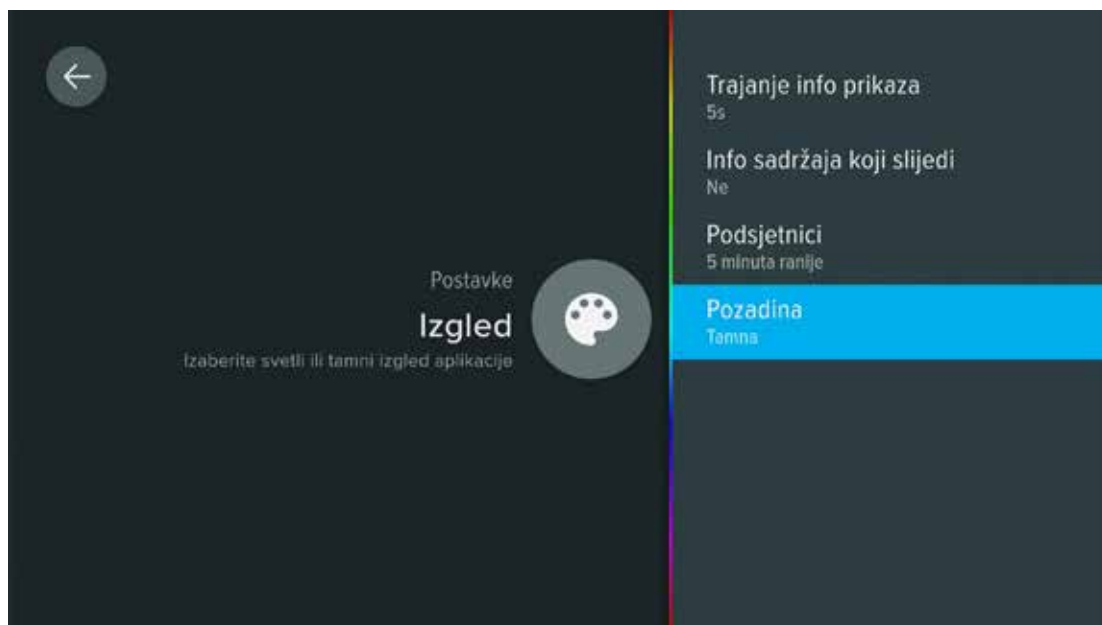 Postavke
Izgled
Izaberite svetli ili tamni izgled aplikacije
Trajanje info prikaza
5s
Info sadržaja koji slijedi
Ne
Podsjetnici
5 minuta ranije
Pozadina
Tamna